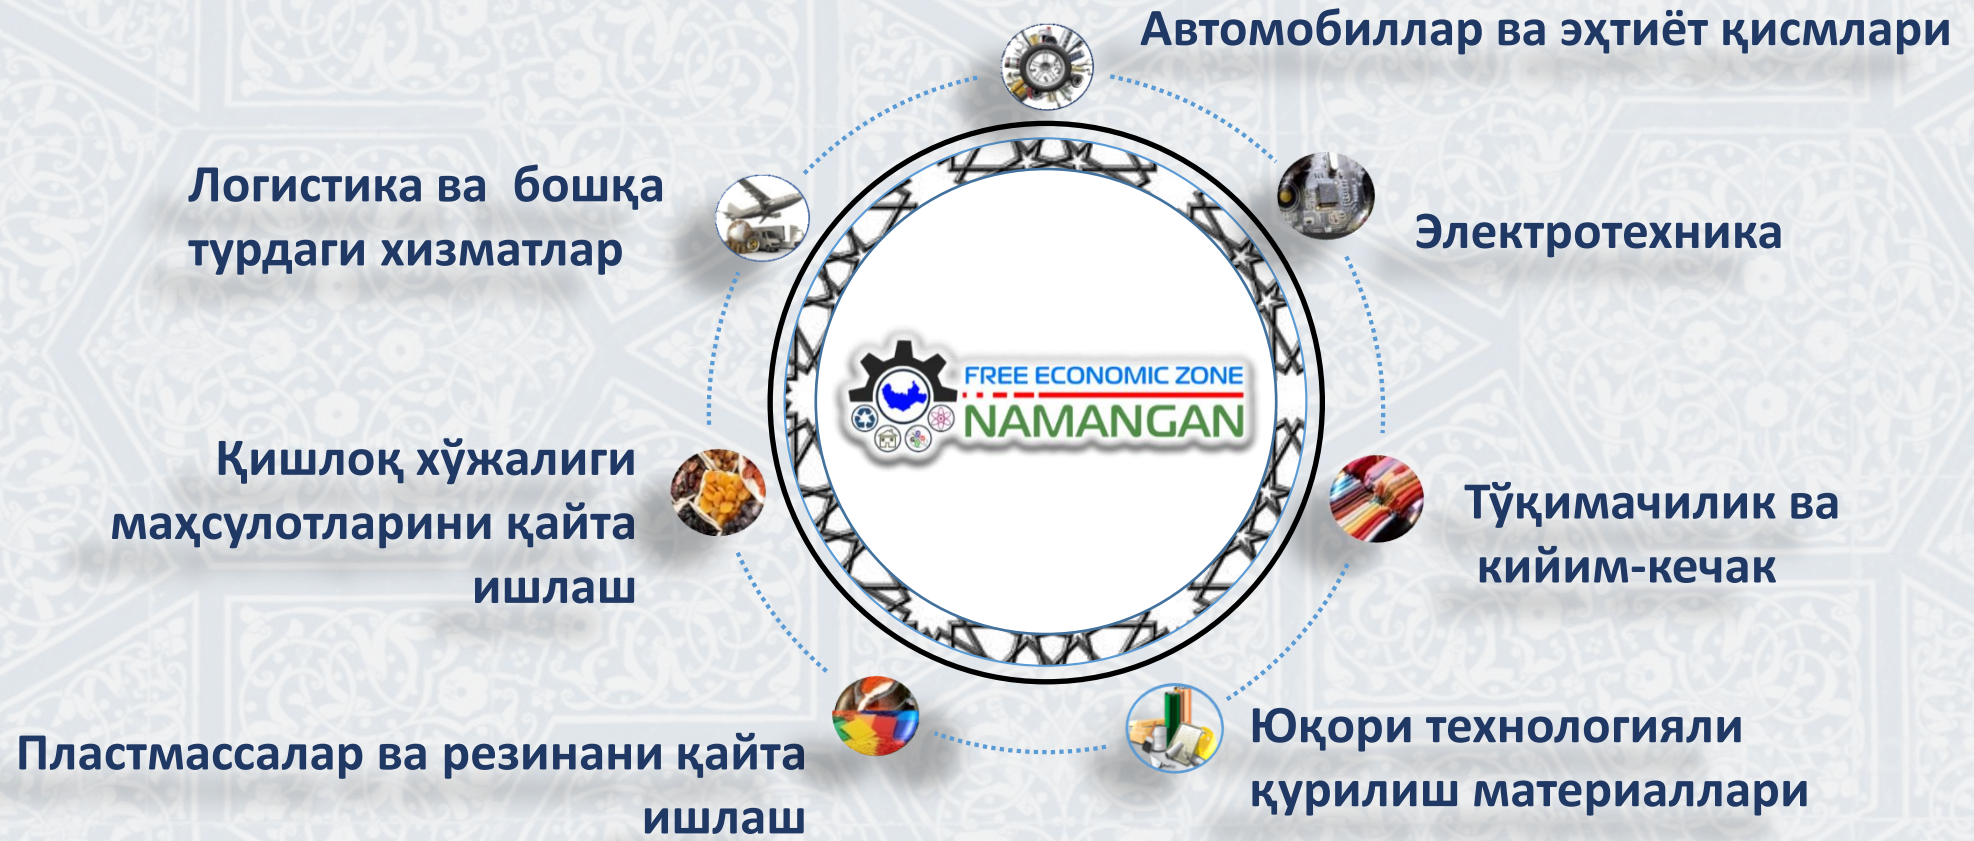 Автомобиллар ва эҳтиёт қисмлари
Логистика ва бошқа
турдаги хизматлар
Электротехника
FREE ECONOMIC ZONE
NAMANGAN
Қишлоқ хўжалиги
маҳсулотларини қайта
ишлаш
Тўқимачилик ва
кийим-кечак
Пластмассалар ва резинани қайта
ишлаш
Юқори технологияли
қурилиш материаллари